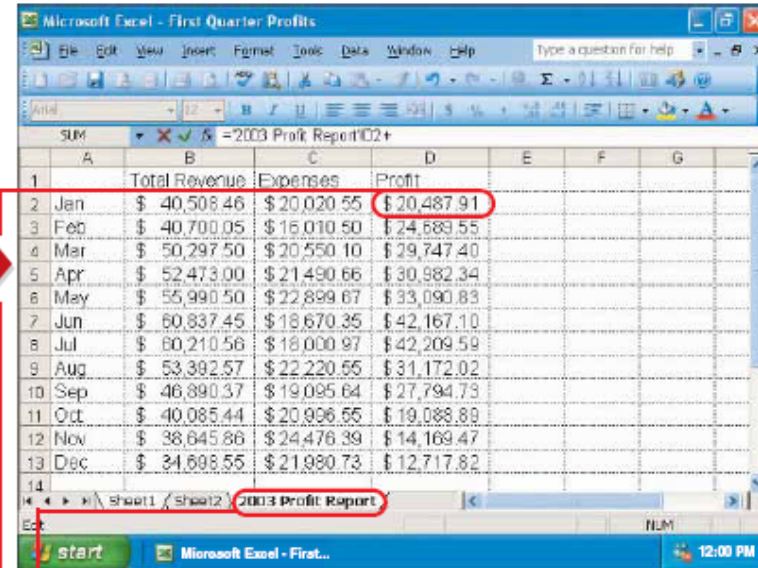 Microsoft Excel - First Quarter Profits
File Edit View Insert Format Tools Data Window Help Type a question for help
Arial 12 B I U $ %
SUM fx ='2003 Profit Report'!D2+
A B C D E F G
1 Total Revenue Expenses Profit
2 Jan $ 40,508.46 $ 20,020.55 $ 20,487.91
3 Feb $ 40,700.05 $ 16,010.50 $ 24,689.55
4 Mar $ 50,297.50 $ 20,550.10 $ 29,747.40
5 Apr $ 52,473.00 $ 21,490.66 $ 30,982.34
6 May $ 55,990.50 $ 22,899.67 $ 33,090.83
7 Jun $ 60,837.45 $ 18,670.35 $ 42,167.10
8 Jul $ 60,210.56 $ 18,000.97 $ 42,209.59
9 Aug $ 53,392.57 $ 22,220.55 $ 31,172.02
10 Sep $ 46,890.37 $ 19,095.64 $ 27,794.73
11 Oct $ 40,085.44 $ 20,996.55 $ 19,088.89
12 Nov $ 38,645.86 $ 24,476.39 $ 14,169.47
13 Dec $ 34,698.55 $ 21,980.73 $ 12,717.82
14
Sheet1 Sheet2 2003 Profit Report
Edit NUM
start Microsoft Excel - First... 12:00 PM